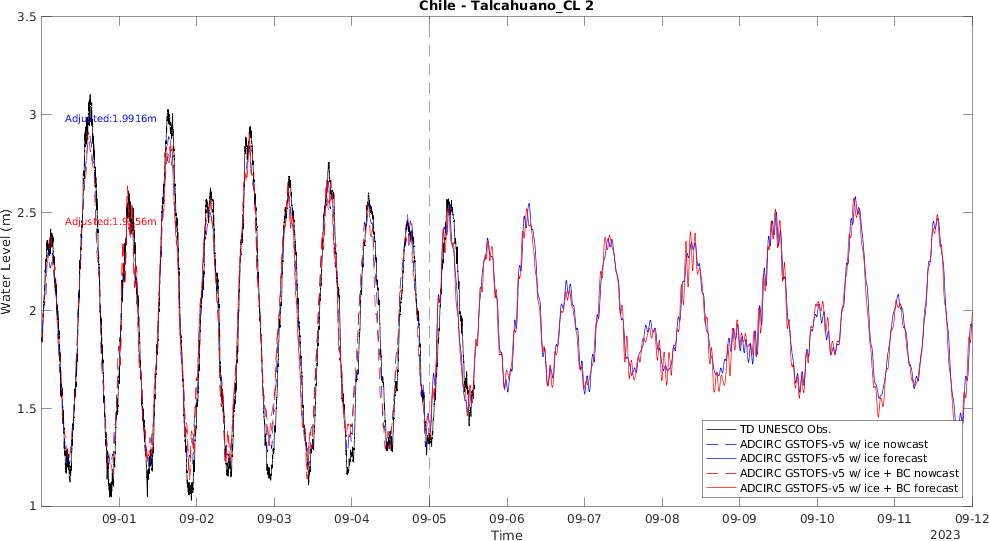 Chile - Talcahuano_CL 2
3.5
3
2.5
2
1.5
1
Water Level (m)
Adjusted:1.9916m
TD UNESCO Obs.
ADCIRC GSTOFS-v5 w/ ice nowcast
ADCIRC GSTOFS-v5 w/ ice forecast
ADCIRC GSTOFS-v5 w/ ice + BC nowcast
ADCIRC GSTOFS-v5 w/ ice + BC forecast
09-01 09-02 09-03 09-04 09-05 09-06 09-07 09-08 09-09 09-10 09-11 09-12
Time
2023